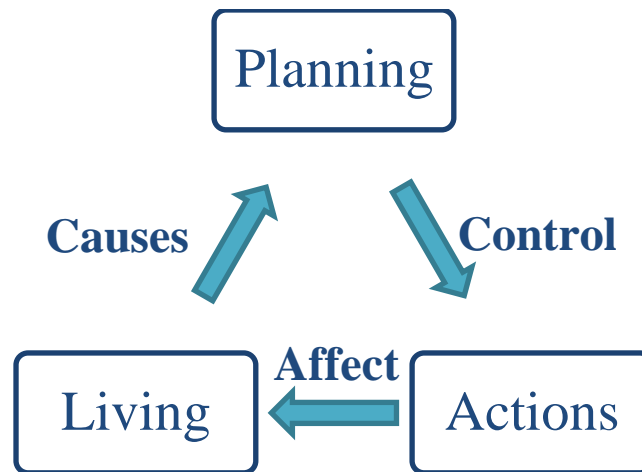 Planning
Causes
Control
Affect
Living
Actions